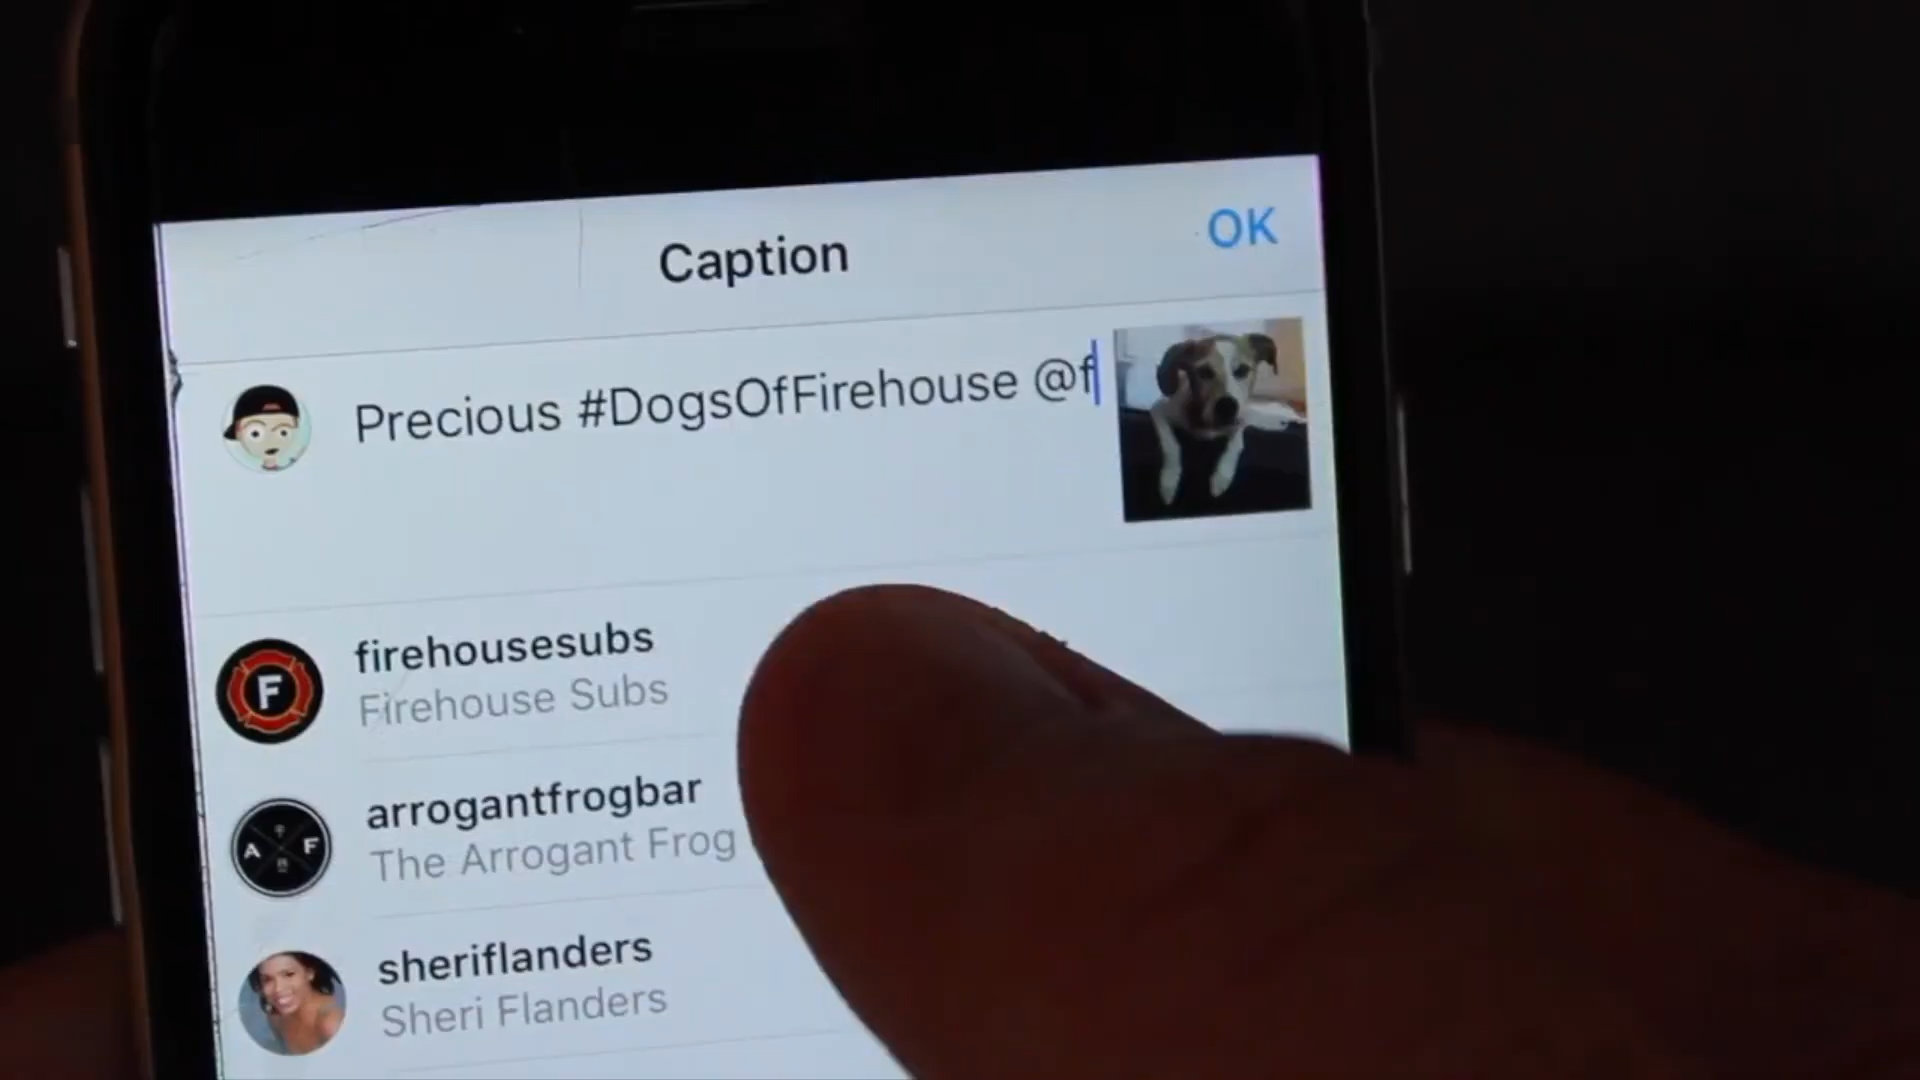 Caption
OK
Precious #DogsOfFirehouse @f
F
firehousesubs
Firehouse Subs
A F
arrogantfrogbar
The Arrogant Frog
sheriflanders
Sheri Flanders